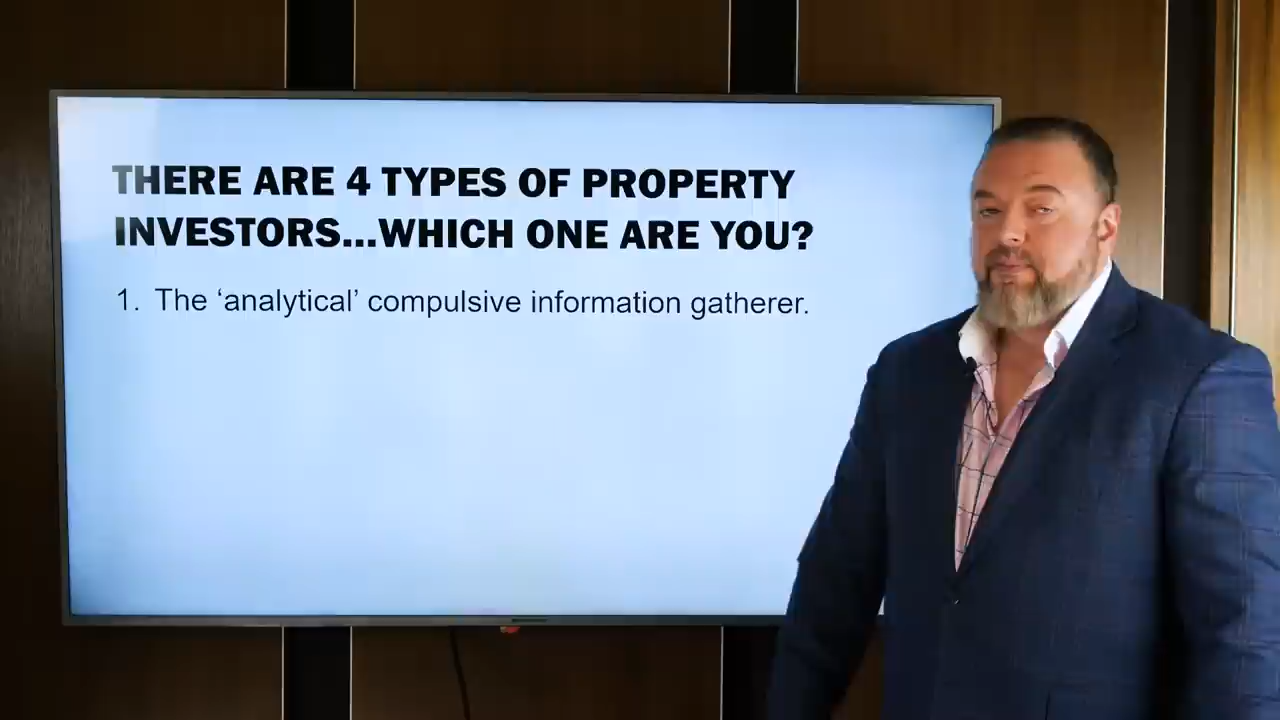 THERE ARE 4 TYPES OF PROPERTY
INVESTORS...WHICH ONE ARE YOU?
1. The ‘analytical’ compulsive information gatherer.